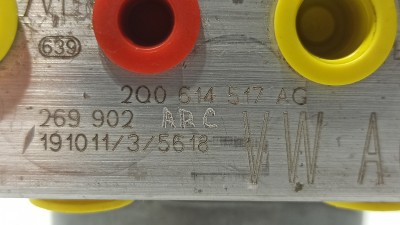 639
2Q0 614 517 AG
269 902 ARC
191011/3/5618
VW A